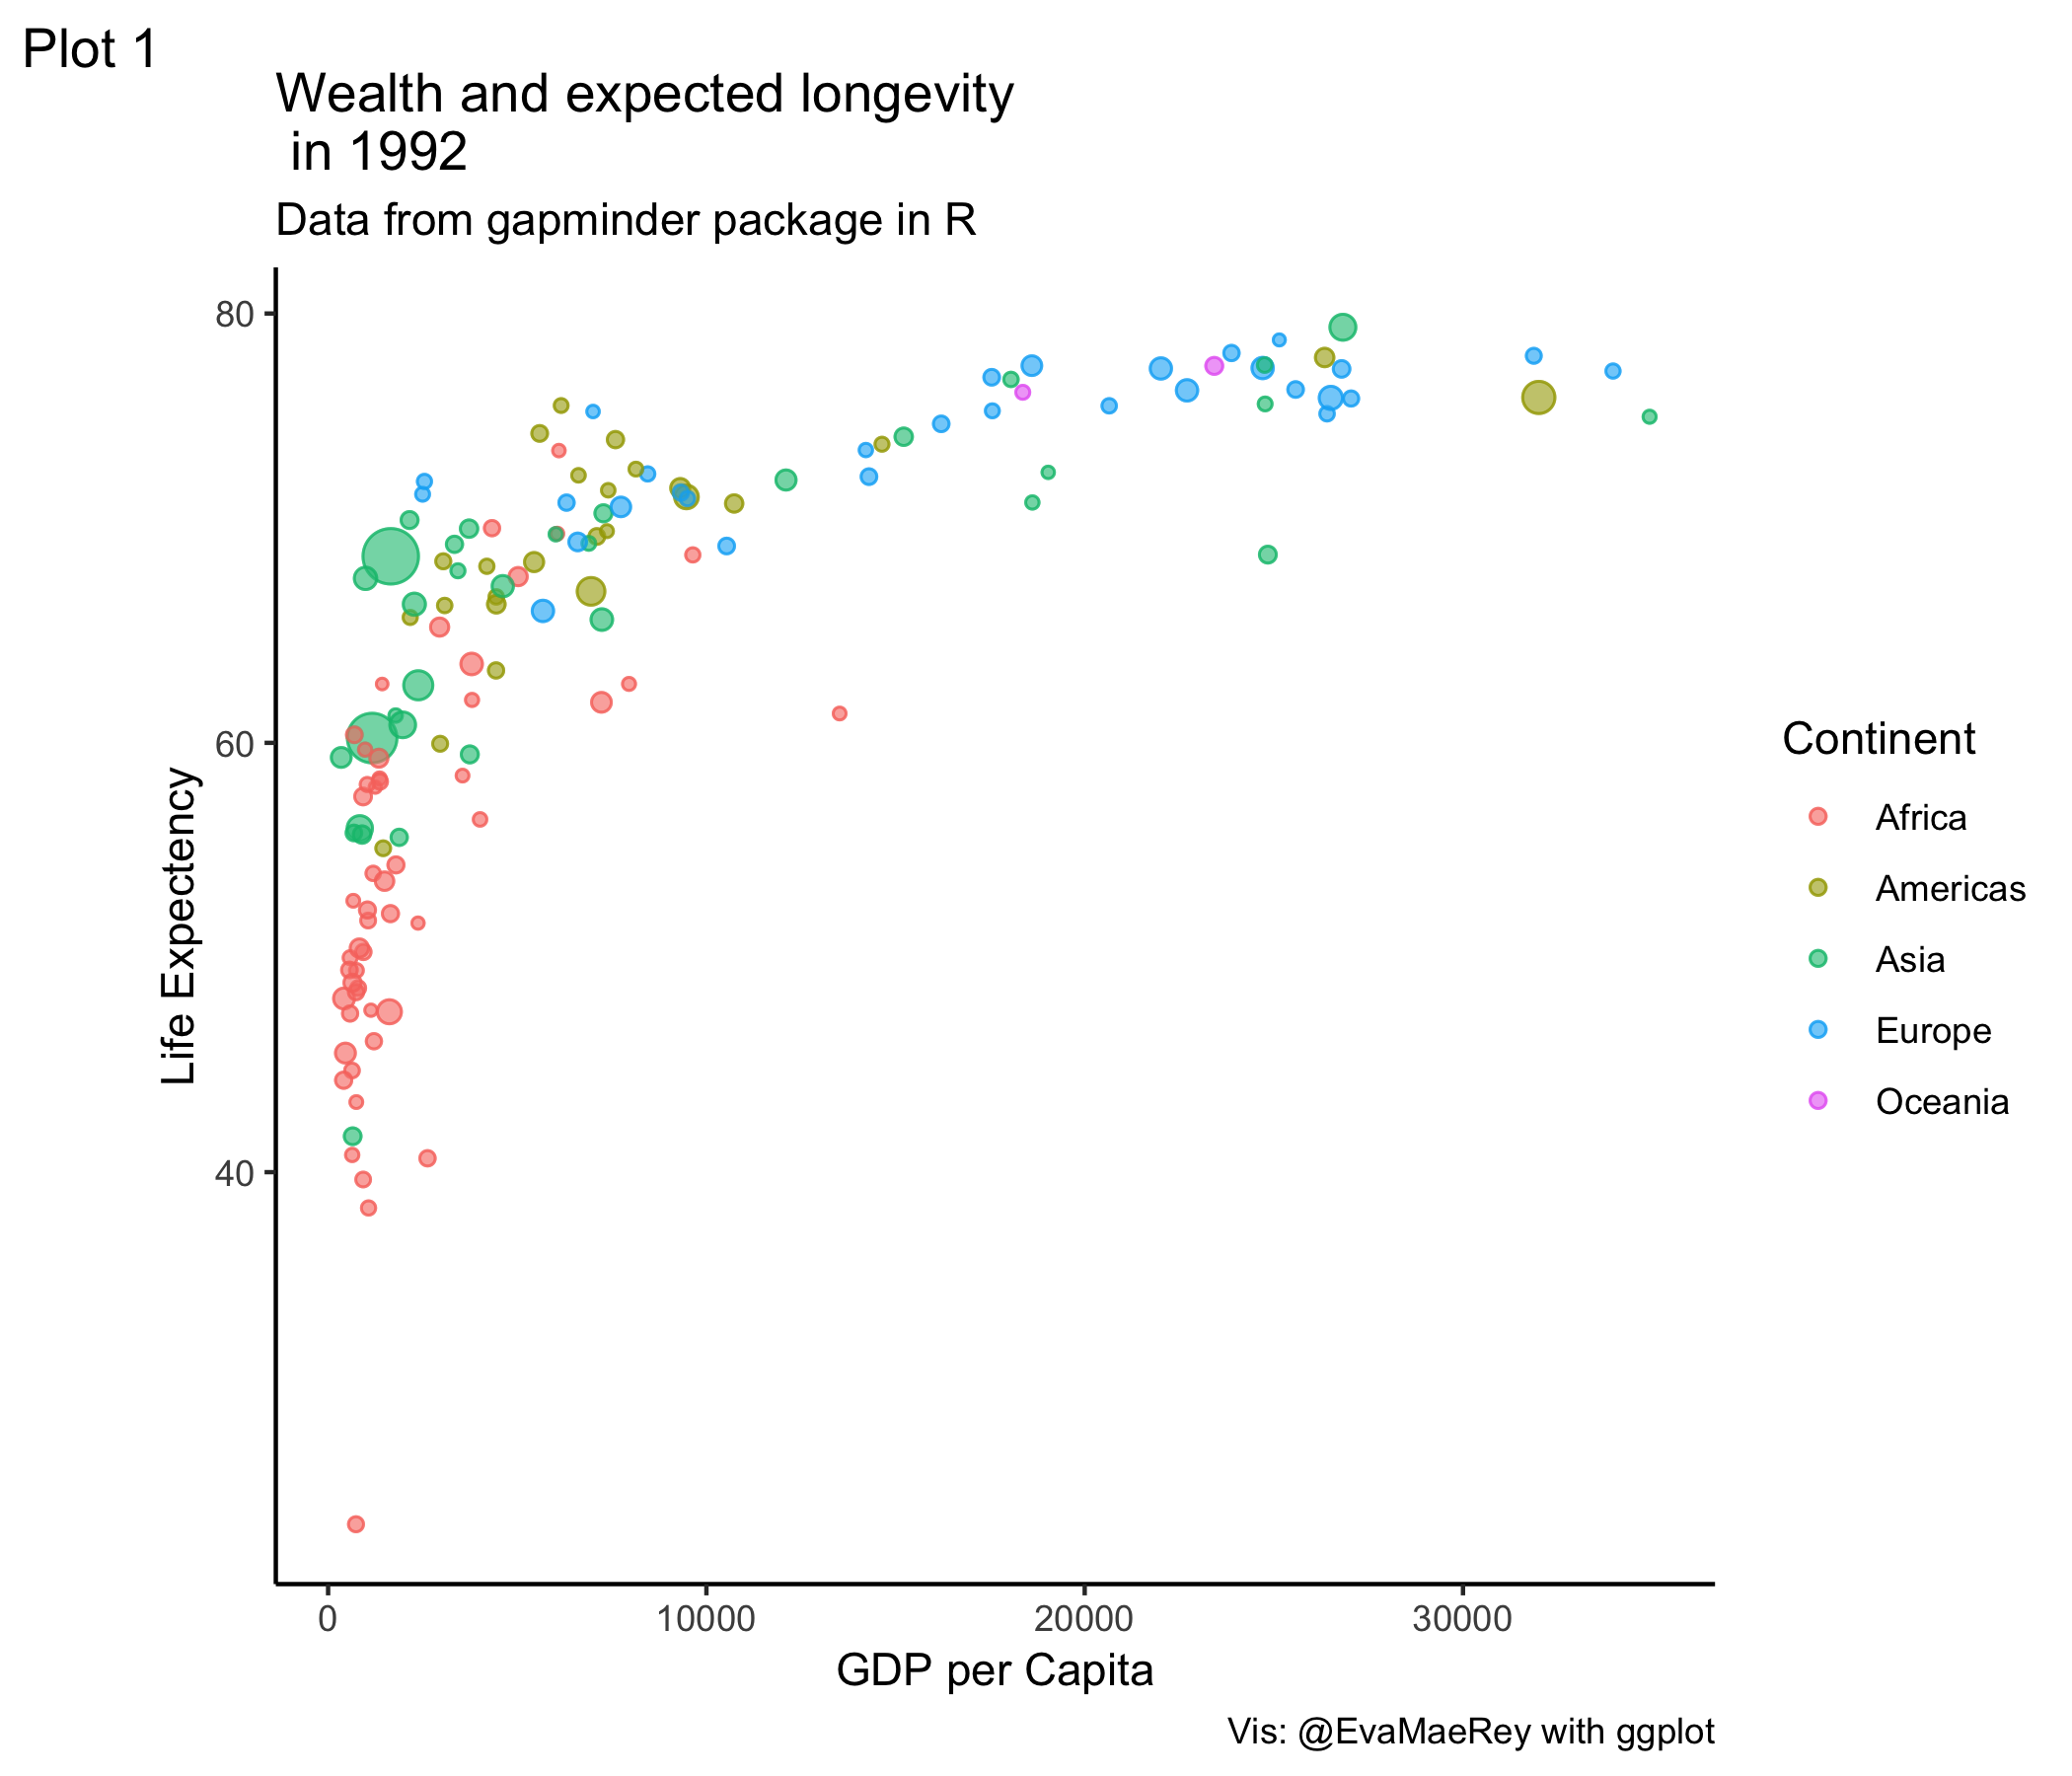 Plot 1
Wealth and expected longevity
in 1992
Data from gapminder package in R
80
60
40
Life Expectency
0 10000 20000 30000
GDP per Capita
Continent
Africa
Americas
Asia
Europe
Oceania
Vis: @EvaMaeRey with ggplot